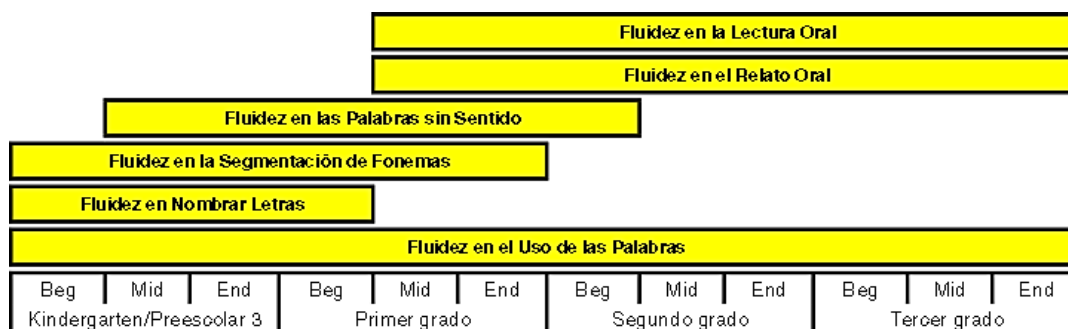 Fluidez en la Lectura Oral
Fluidez en el Relato Oral
Fluidez en las Palabras sin Sentido
Fluidez en la Segmentación de Fonemas
Fluidez en Nombrar Letras
Fluidez en el Uso de las Palabras
Beg Mid End Beg Mid End Beg Mid End Beg Mid End
Kindergarten/Preescolar 3 Primer grado Segundo grado Tercer grado